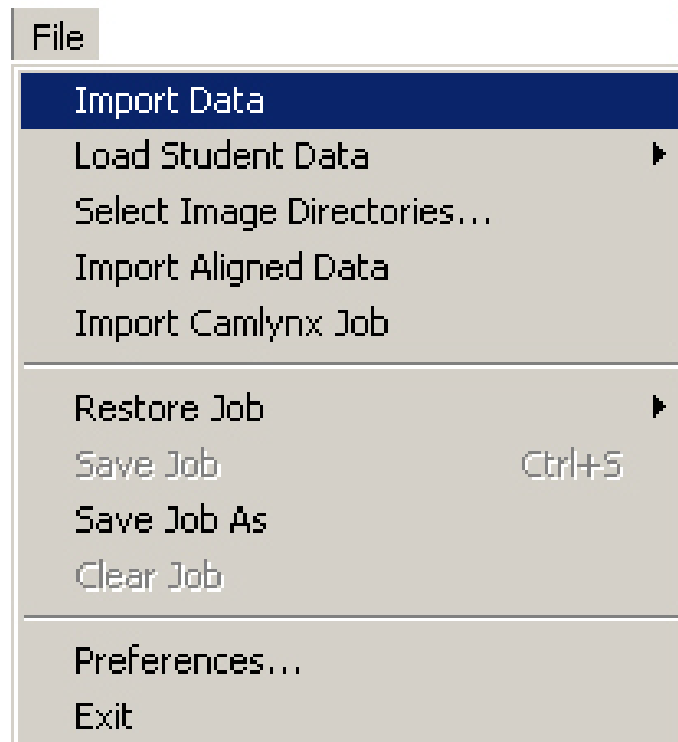 File
Import Data
Load Student Data
Select Image Directories...
Import Aligned Data
Import Camlynx Job
Restore Job
Save Job Ctrl+S
Save Job As
Clear Job
Preferences...
Exit